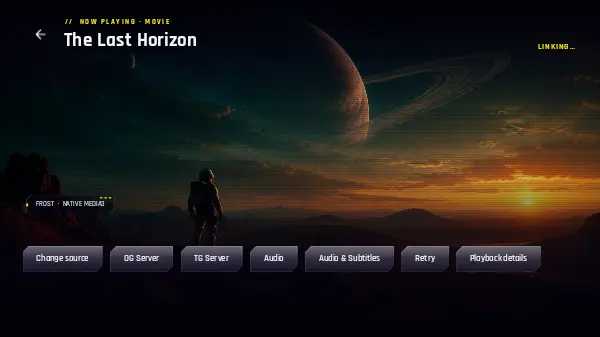 // NOW PLAYING · MOVIE
The Last Horizon
LINKING...
FROST · NATIVE MEDIA3
Change source
OG Server
TG Server
Audio
Audio & Subtitles
Retry
Playback details